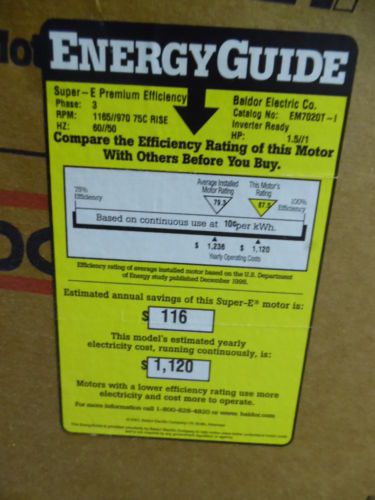 ENERGYGUIDE
Super-E Premium Efficiency
Phase: 3
RPM: 1165//970 75C RISE
HZ: 60//50
Baldor Electric Co.
Catalog No: EM7020T-I
Inverter Ready
HP: 1.5//1
Compare the Efficiency Rating of this Motor
With Others Before You Buy.
75%
Efficiency
Average Installed
Motor Rating
79.3
This Motor's
Rating
87.5
100%
Efficiency
Based on continuous use at 10¢per kWh.
$ 1,236 $ 1,120
Yearly Operating Costs
Efficiency rating of average installed motor based on the U.S. Department
of Energy study published December 1998.
Estimated annual savings of this Super-E® motor is:
$ 116
This model's estimated yearly
electricity cost, running continuously, is:
$ 1,120
Motors with a lower efficiency rating use more
electricity and cost more to operate.
For more information call 1-800-828-4920 or www.baldor.com